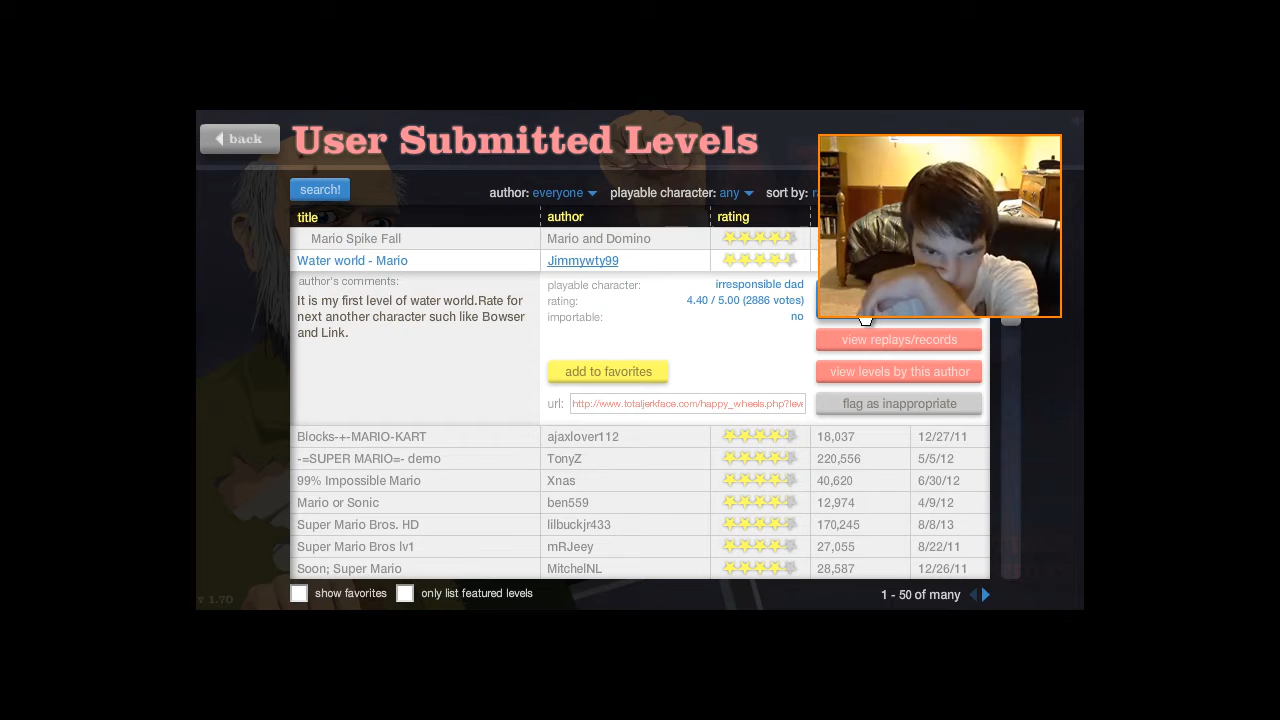 back
User Submitted Levels
search!
author: everyone playable character: any sort by:
title author rating
Mario Spike Fall Mario and Domino
Water world - Mario Jimmywty99
author's comments:
It is my first level of water world.Rate for
next another character such like Bowser
and Link.
playable character: irresponsible dad
rating: 4.40 / 5.00 (2886 votes)
importable: no
view replays/records
add to favorites
view levels by this author
url: http://www.totaljerkface.com/happy_wheels.php?leve
flag as inappropriate
Blocks-+-MARIO-KART ajaxlover112 18,037 12/27/11
-=SUPER MARIO=- demo TonyZ 220,556 5/5/12
99% Impossible Mario Xnas 40,620 6/30/12
Mario or Sonic ben559 12,974 4/9/12
Super Mario Bros. HD lilbuckjr433 170,245 8/8/13
Super Mario Bros lv1 mRJeey 27,055 8/22/11
Soon; Super Mario MitchelNL 28,587 12/26/11
show favorites only list featured levels 1 - 50 of many
v 1.70